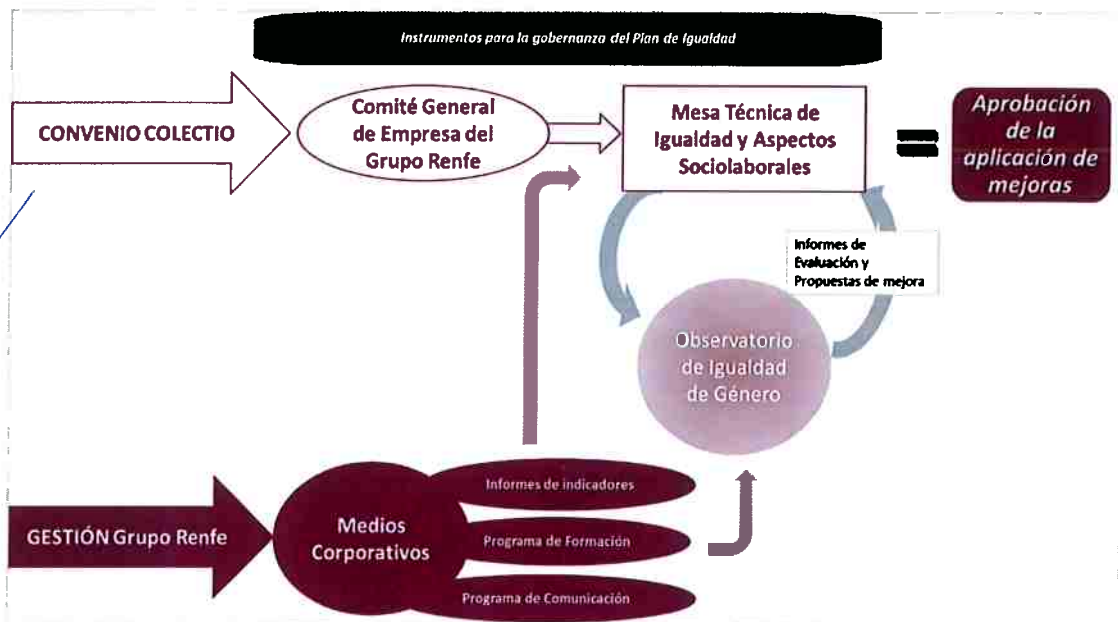 Instrumentos para la gobernanza del Plan de Igualdad
CONVENIO COLECTIO
Comité General
de Empresa del
Grupo Renfe
Mesa Técnica de
Igualdad y Aspectos
Sociolaborales
=
Aprobación
de la
aplicación de
mejoras
Informes de
Evaluación y
Propuestas de mejora
Observatorio
de Igualdad
de Género
GESTIÓN Grupo Renfe
Medios
Corporativos
Informes de indicadores
Programa de Formación
Programa de Comunicación